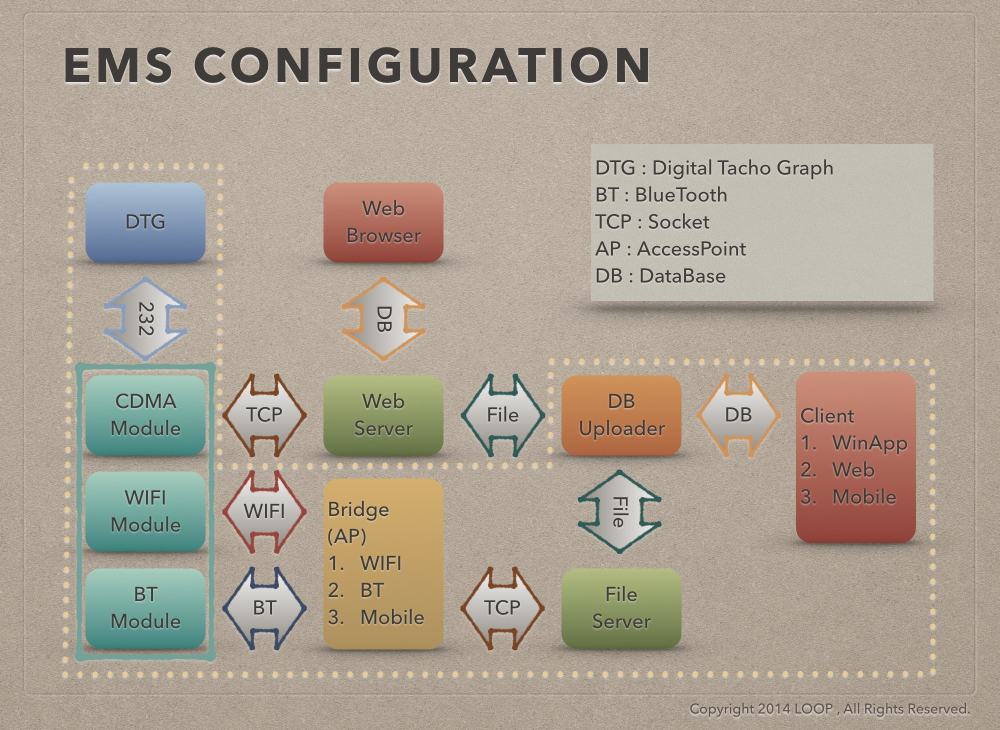 EMS CONFIGURATION
DTG : Digital Tacho Graph
BT : BlueTooth
TCP : Socket
AP : AccessPoint
DB : DataBase
DTG
Web
Browser
232
DB
CDMA
Module
TCP
Web
Server
File
DB
Uploader
DB
Client
1. WinApp
2. Web
3. Mobile
WIFI
Module
WIFI
Bridge
(AP)
1. WIFI
2. BT
3. Mobile
File
BT
Module
BT
TCP
File
Server
Copyright 2014 LOOP , All Rights Reserved.